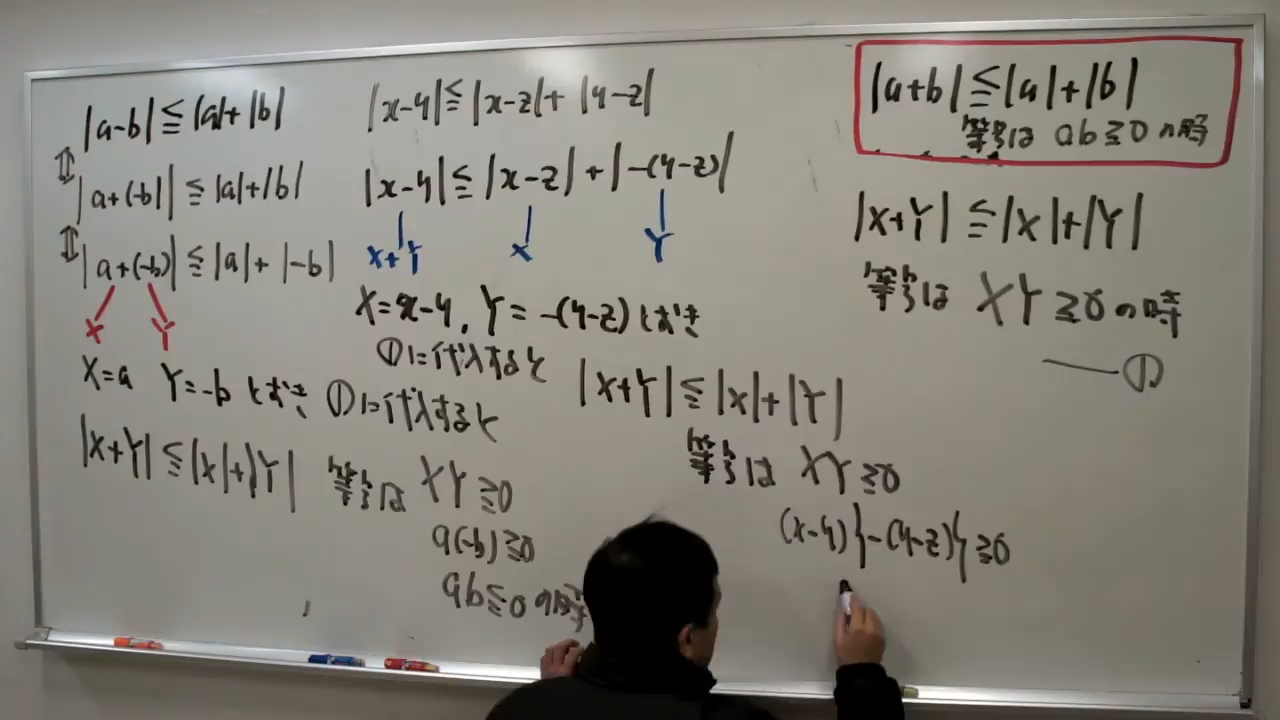 |a-b|≦|a|+|b|
⇕
|a+(-b)|≦|a|+|b|
⇕
|a+(-b)|≦|a|+|-b|
X Y
X=a Y=-b とおき ①に代入すると
|X+Y|≦|X|+|Y| 等号は XY≧0
a(-b)≧0
ab≦0 の時
|x-y|≦|x-z|+|y-z|
|x-y|≦|x-z|+|-(y-z)|
X+Y X Y
X=x-y, Y=-(y-z) とおき
①に代入すると
|X+Y|≦|X|+|Y|
等号は XY≧0
(x-y){-(y-z)}≧0
|a+b|≦|a|+|b|
等号は ab≧0 の時
|X+Y|≦|X|+|Y|
等号は XY≧0 の時
—①